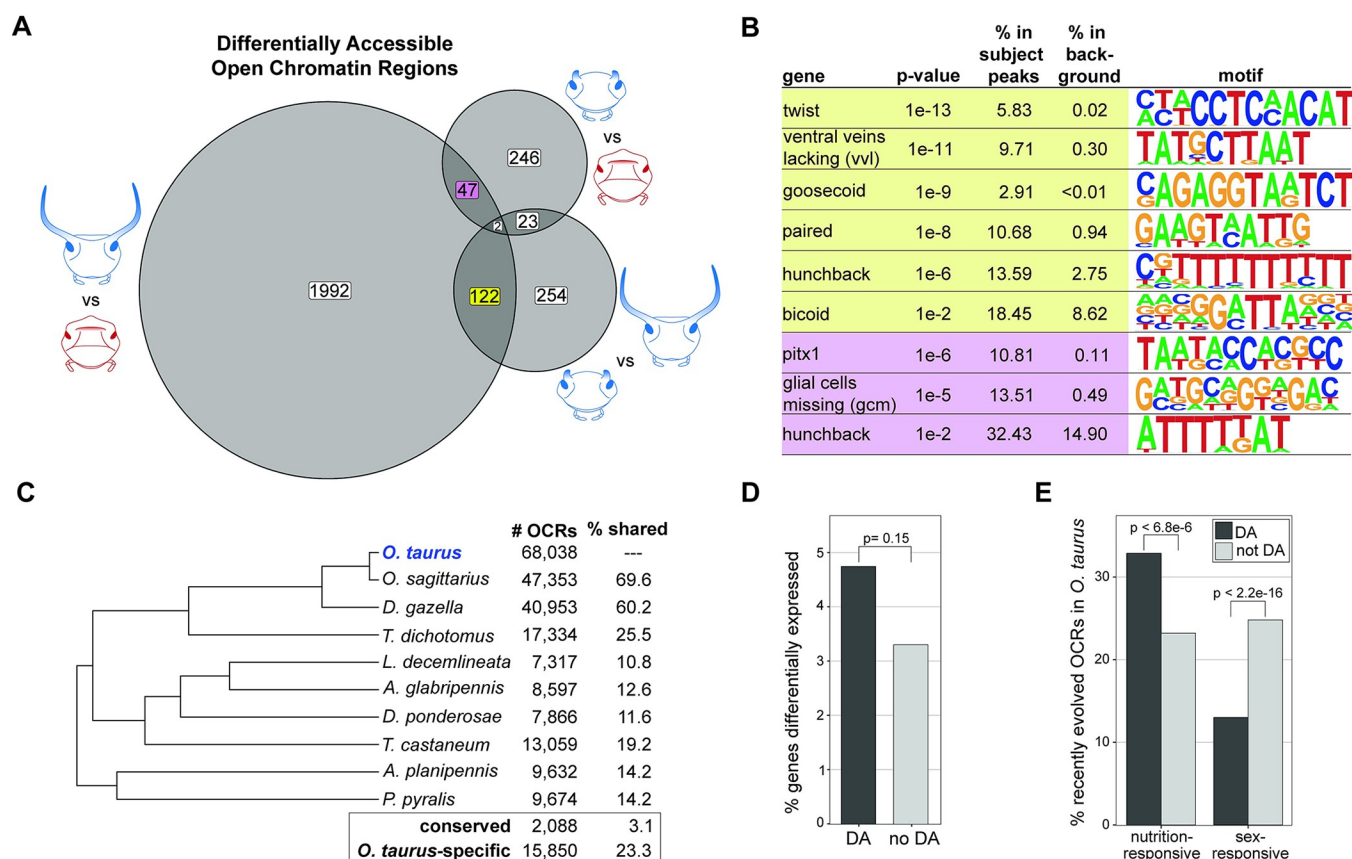 A
Differentially Accessible
Open Chromatin Regions
246
VS
47
2
23
1992
VS
122
254
VS
B
gene p-value % in subject peaks % in back-ground motif
twist 1e-13 5.83 0.02
ventral veins
lacking (vvl) 1e-11 9.71 0.30
goosecoid 1e-9 2.91 <0.01
paired 1e-8 10.68 0.94
hunchback 1e-6 13.59 2.75
bicoid 1e-2 18.45 8.62
pitx1 1e-6 10.81 0.11
glial cells
missing (gcm) 1e-5 13.51 0.49
hunchback 1e-2 32.43 14.90
C
# OCRs % shared
O. taurus 68,038 ---
O. sagittarius 47,353 69.6
D. gazella 40,953 60.2
T. dichotomus 17,334 25.5
L. decemlineata 7,317 10.8
A. glabripennis 8,597 12.6
D. ponderosae 7,866 11.6
T. castaneum 13,059 19.2
A. planipennis 9,632 14.2
P. pyralis 9,674 14.2
conserved 2,088 3.1
O. taurus-specific 15,850 23.3
D
% genes differentially expressed
p= 0.15
5
4
3
2
1
0
DA no DA
E
% recently evolved OCRs in O. taurus
p < 6.8e-6
DA
not DA
p < 2.2e-16
30
20
10
0
nutrition-
responsive
sex-
responsive